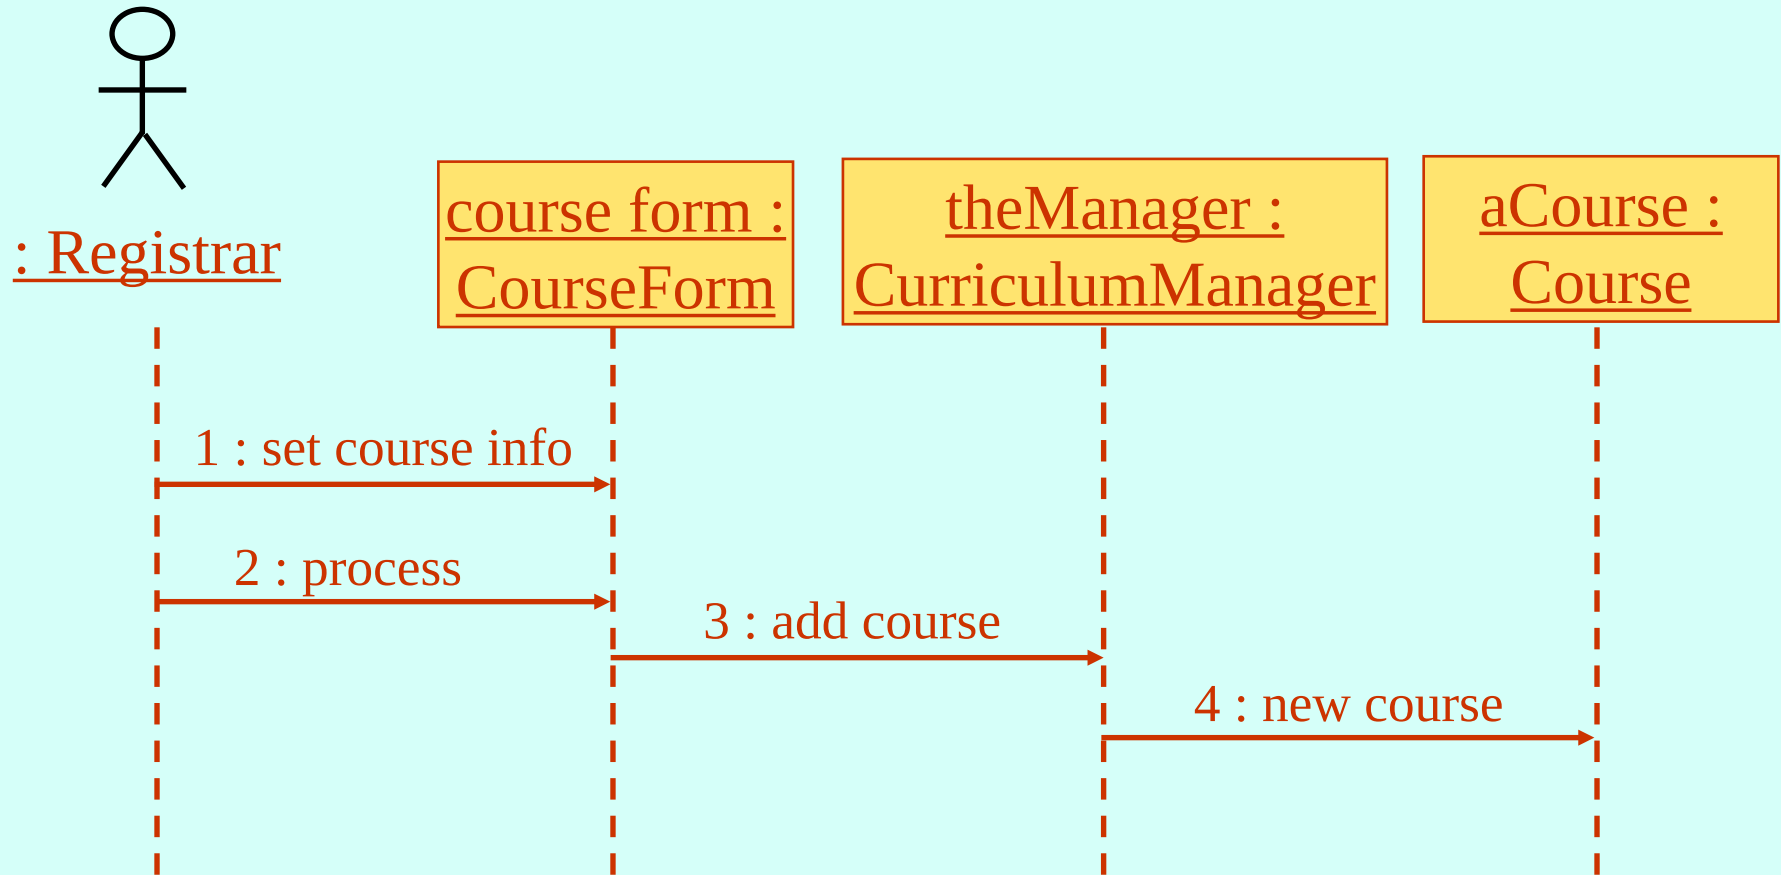 : Registrar
course form :
CourseForm
theManager :
CurriculumManager
aCourse :
Course
1 : set course info
2 : process
3 : add course
4 : new course